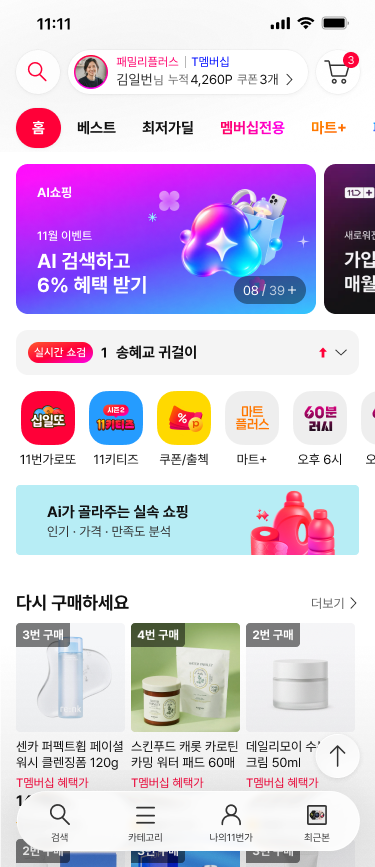 11:11
패밀리플러스 | T멤버십
김일번님 누적 4,260P 쿠폰 3개
3
홈 베스트 최저가딜 멤버십전용 마트+
AI쇼핑
11월 이벤트
AI 검색하고
6% 혜택 받기
08 / 39 +
새로워진
가입
매월
실시간 쇼검 1 송혜교 귀걸이
십일또
시즌2
11키티즈
%
P
마트
플러스
60분
러시
11번가로또 11키티즈 쿠폰/출첵 마트+ 오후 6시
Ai가 골라주는 실속 쇼핑
인기 · 가격 · 만족도 분석
다시 구매하세요 더보기
3번 구매 4번 구매 2번 구매
센카 퍼펙트휩 페이셜
워시 클렌징폼 120g
T멤버십 혜택가
스킨푸드 캐롯 카로틴
카밍 워터 패드 60매
T멤버십 혜택가
데일리모이 수
크림 50ml
T멤버십 혜택가
검색 카테고리 나의11번가 최근본